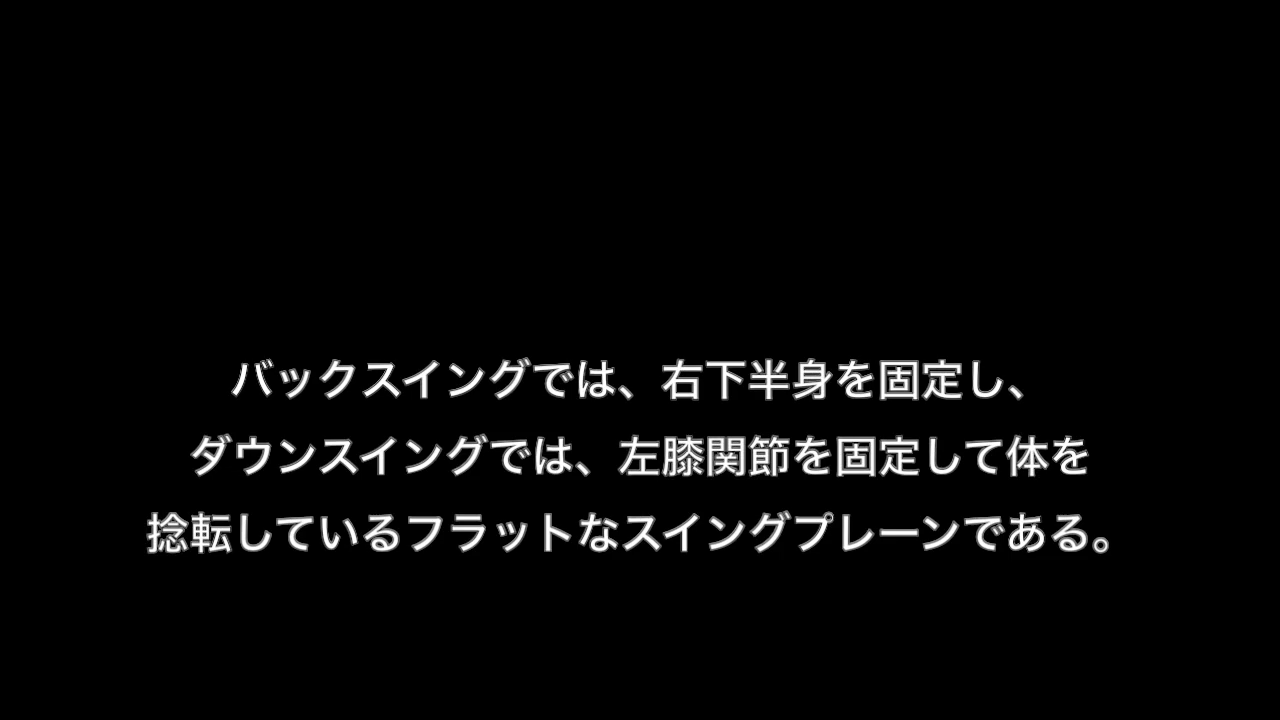 バックスイングでは、右下半身を固定し、
ダウンスイングでは、左膝関節を固定して体を
捻転しているフラットなスイングプレーンである。